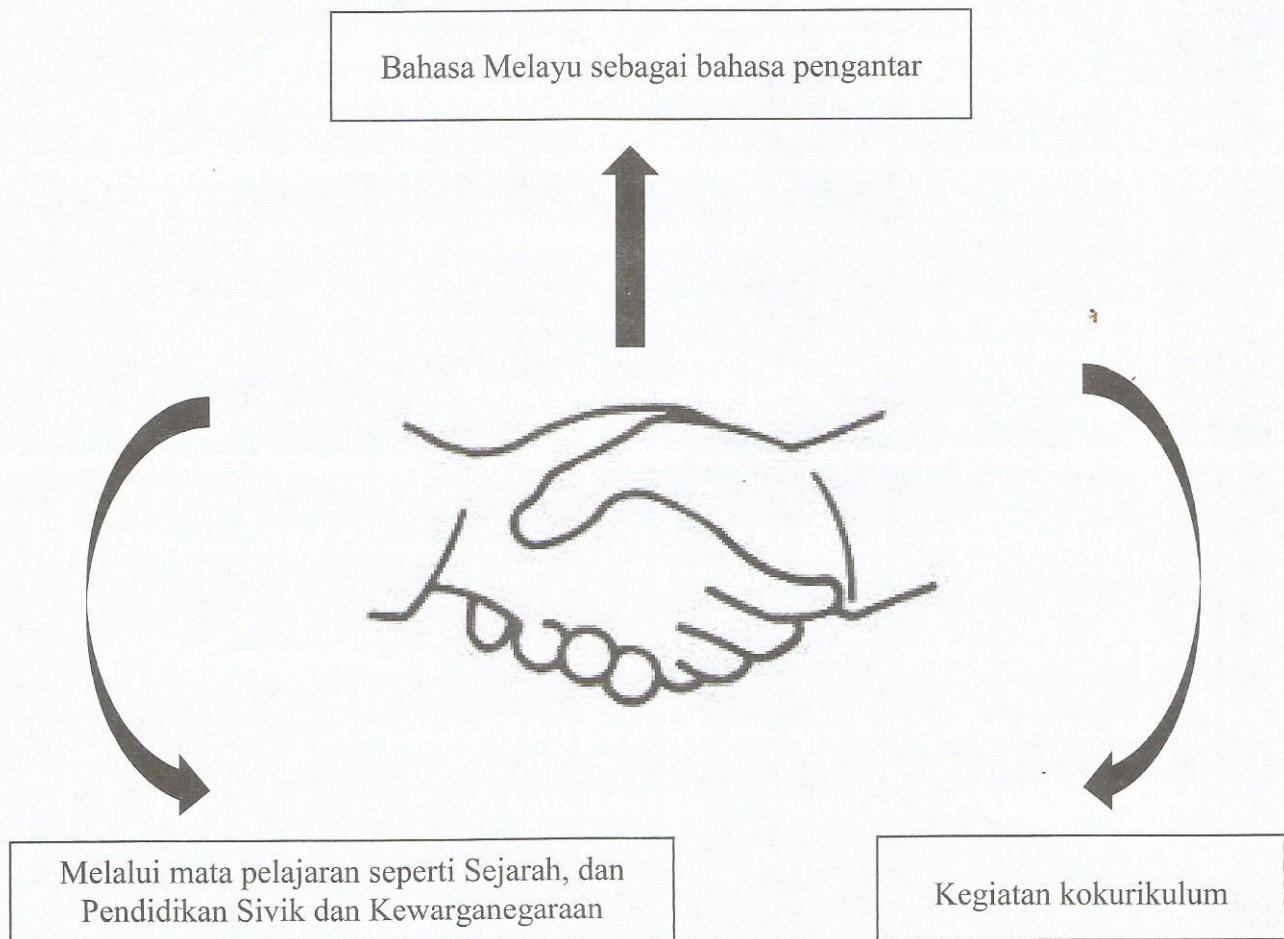 Bahasa Melayu sebagai bahasa pengantar
Melalui mata pelajaran seperti Sejarah, dan
Pendidikan Sivik dan Kewarganegaraan
Kegiatan kokurikulum